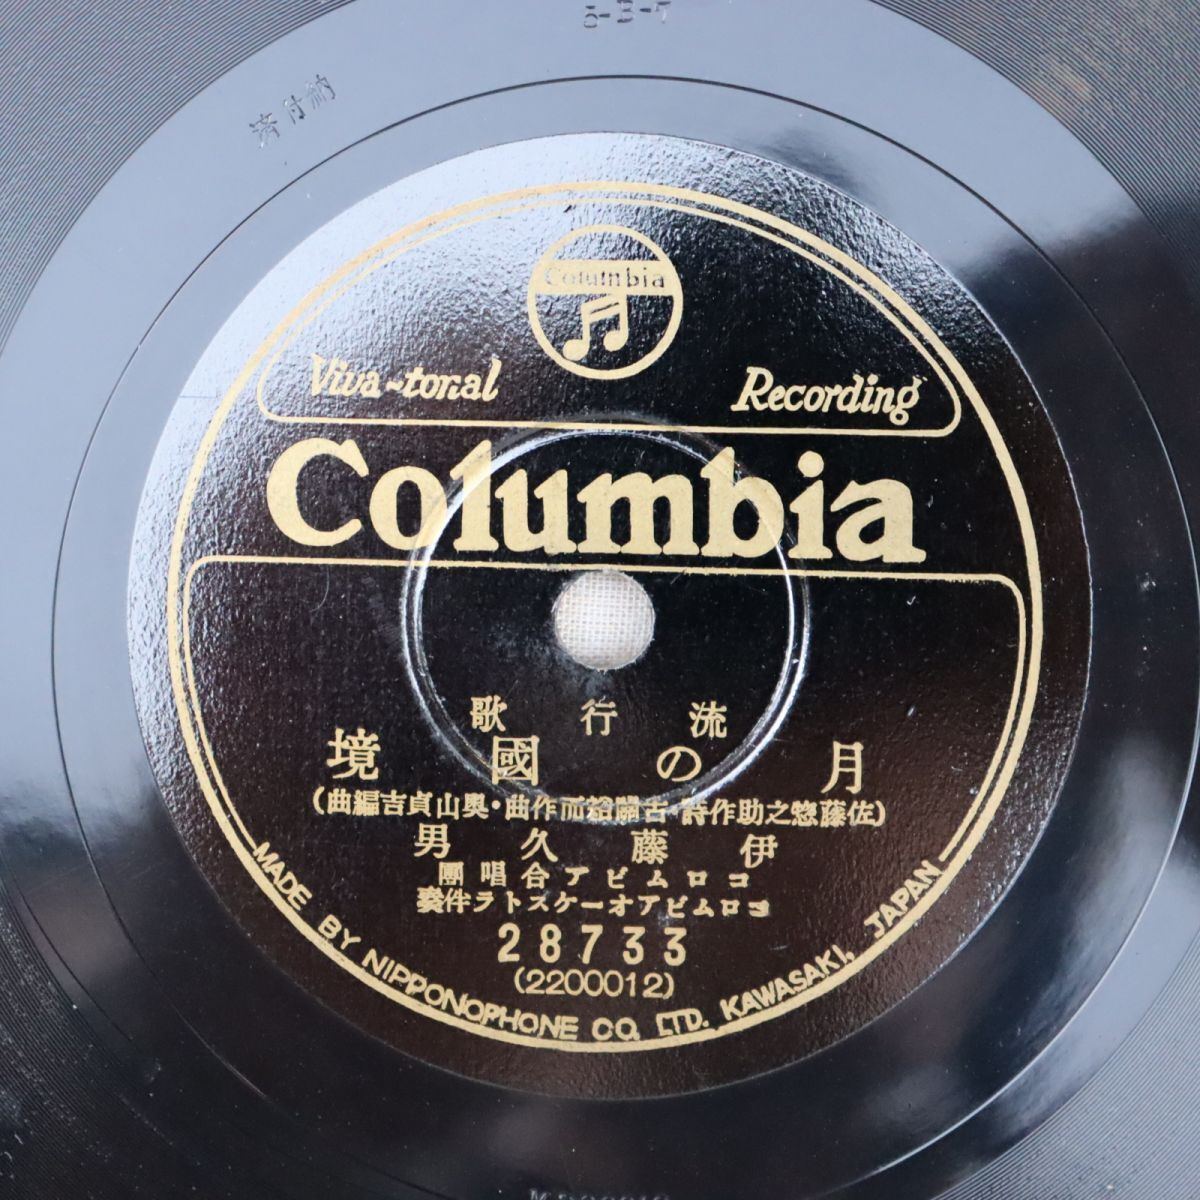 納付済
Columbia
Viva-tonal Recording
Columbia
流行歌
月の國境
(佐藤惣之助作詩・古關裕而作曲・奧山貞吉編曲)
伊藤久男
コロムビア合唱團
コロムビアオーケストラ伴奏
28733
(2200012)
MADE BY NIPPONOPHONE CO. LTD. KAWASAKI, JAPAN